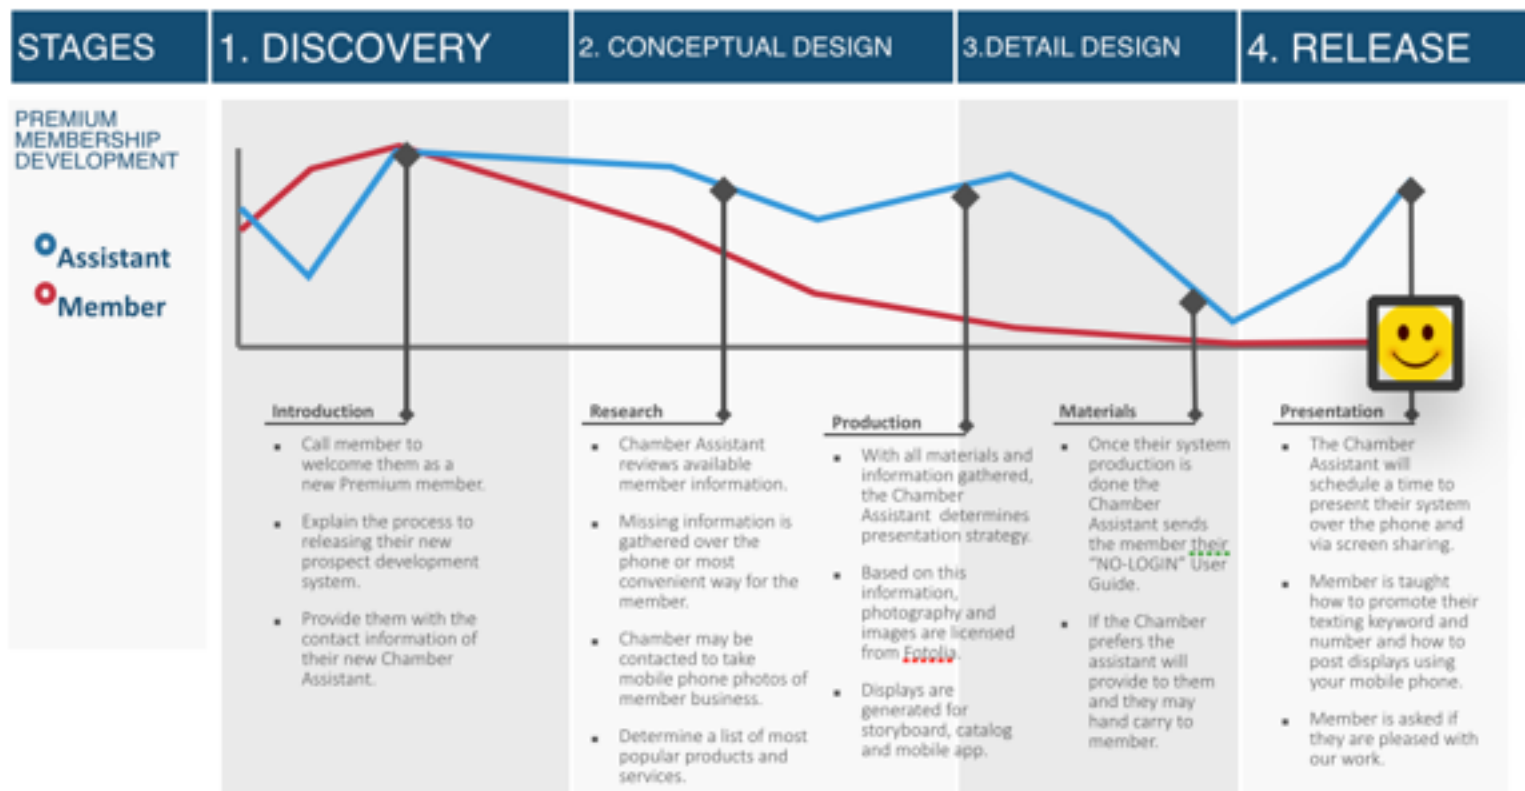 STAGES
1. DISCOVERY
2. CONCEPTUAL DESIGN
3.DETAIL DESIGN
4. RELEASE
PREMIUM
MEMBERSHIP
DEVELOPMENT
Assistant
Member
Introduction
▪ Call member to
welcome them as a
new Premium member.
▪ Explain the process to
releasing their new
prospect development
system.
▪ Provide them with the
contact information of
their new Chamber
Assistant.
Research
▪ Chamber Assistant
reviews available
member information.
▪ Missing information is
gathered over the
phone or most
convenient way for the
member.
▪ Chamber may be
contacted to take
mobile phone photos of
member business.
▪ Determine a list of most
popular products and
services.
Production
▪ With all materials and
information gathered,
the Chamber
Assistant determines
presentation strategy.
▪ Based on this
information,
photography and
images are licensed
from Fotolia.
▪ Displays are
generated for
storyboard, catalog
and mobile app.
Materials
▪ Once their system
production is
done the
Chamber
Assistant sends
the member their
"NO-LOGIN" User
Guide.
▪ If the Chamber
prefers the
assistant will
provide to them
and they may
hand carry to
member.
Presentation
▪ The Chamber
Assistant will
schedule a time to
present their system
over the phone and
via screen sharing.
▪ Member is taught
how to promote their
texting keyword and
number and how to
post displays using
your mobile phone.
▪ Member is asked if
they are pleased with
our work.